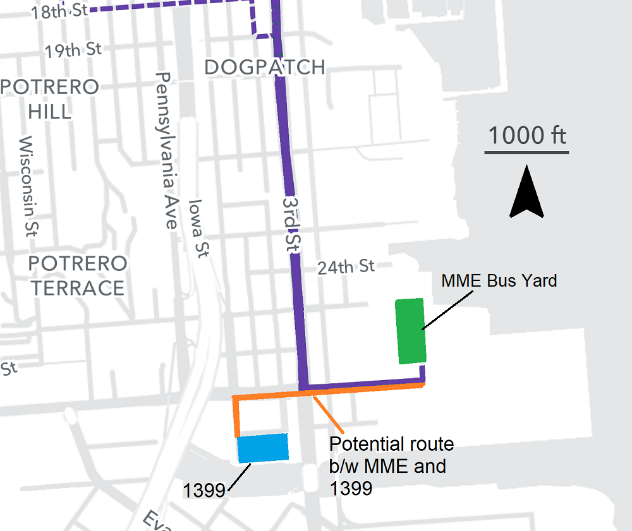 18th St
19th St
DOGPATCH
POTRERO
HILL
Pennsylvania Ave
1000 ft
Wisconsin St
Iowa St
3rd St
POTRERO
TERRACE
24th St
MME Bus Yard
St
Potential route
b/w MME and
1399
1399
Eva